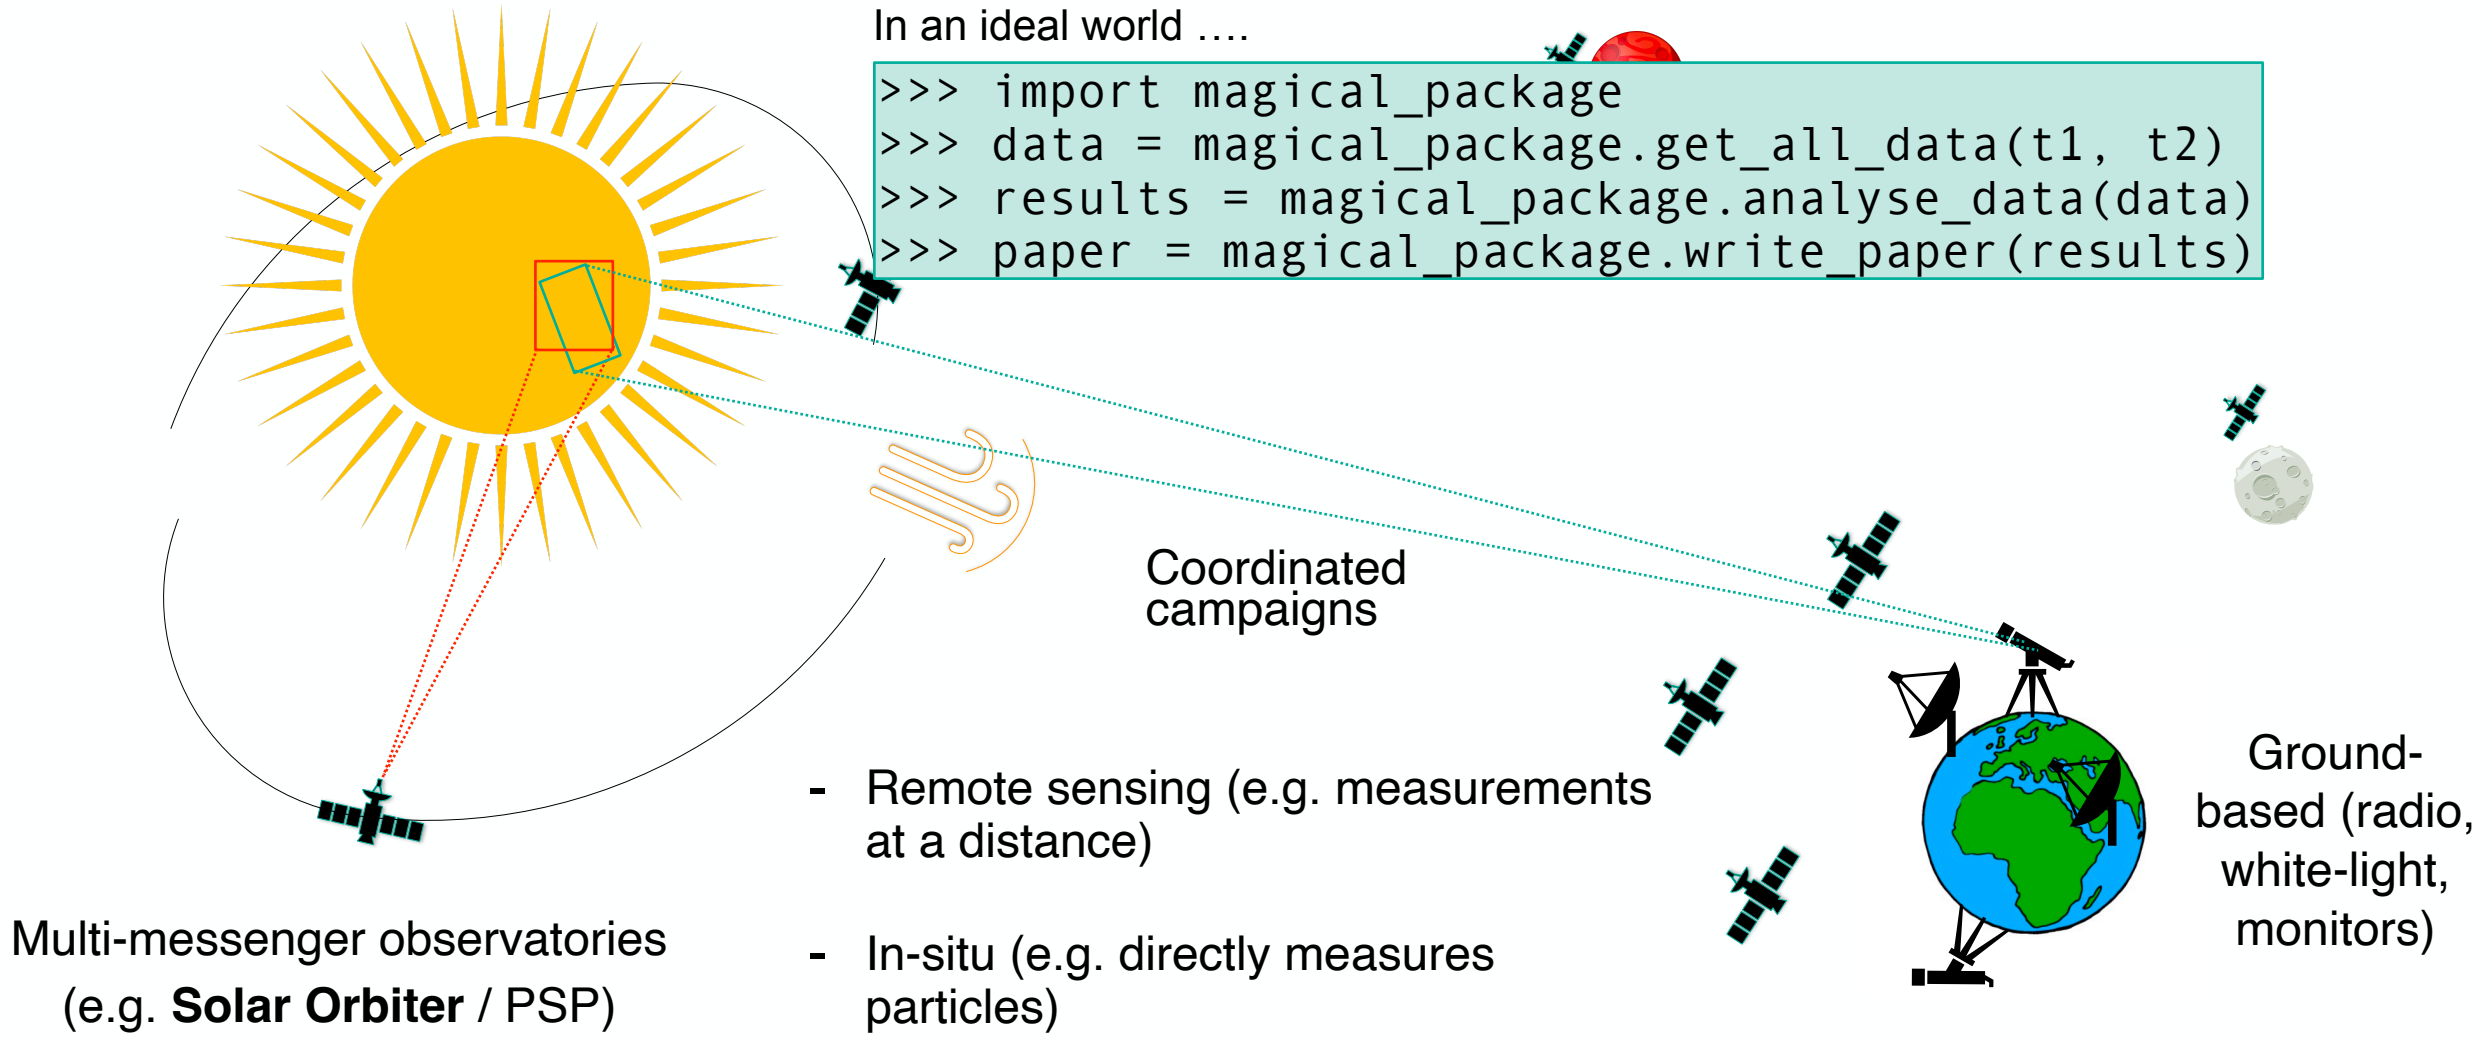 In an ideal world ….
>>> import magical_package
>>> data = magical_package.get_all_data(t1, t2)
>>> results = magical_package.analyse_data(data)
>>> paper = magical_package.write_paper(results)
Coordinated
campaigns
- Remote sensing (e.g. measurements
at a distance)
- In-situ (e.g. directly measures
particles)
Ground-
based (radio,
white-light,
monitors)
Multi-messenger observatories
(e.g. Solar Orbiter / PSP)